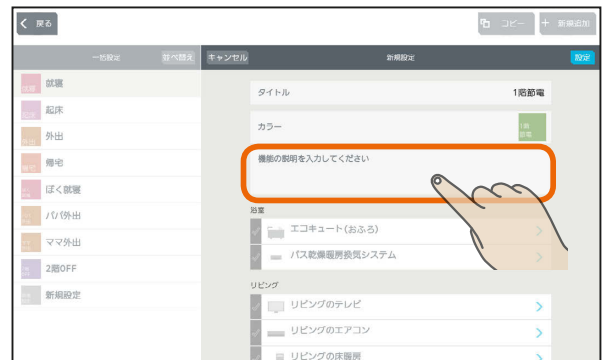 戻る
コピー
新規追加
一括設定
並べ替え
キャンセル
新規設定
設定
就寝
起床
外出
帰宅
ぼく就寝
パパ外出
ママ外出
2階OFF
新規設定
タイトル
1階節電
カラー
1階
節電
機能の説明を入力してください
浴室
エコキュート(おふろ)
バス乾燥暖房換気システム
リビング
リビングのテレビ
リビングのエアコン
リビングの床暖房